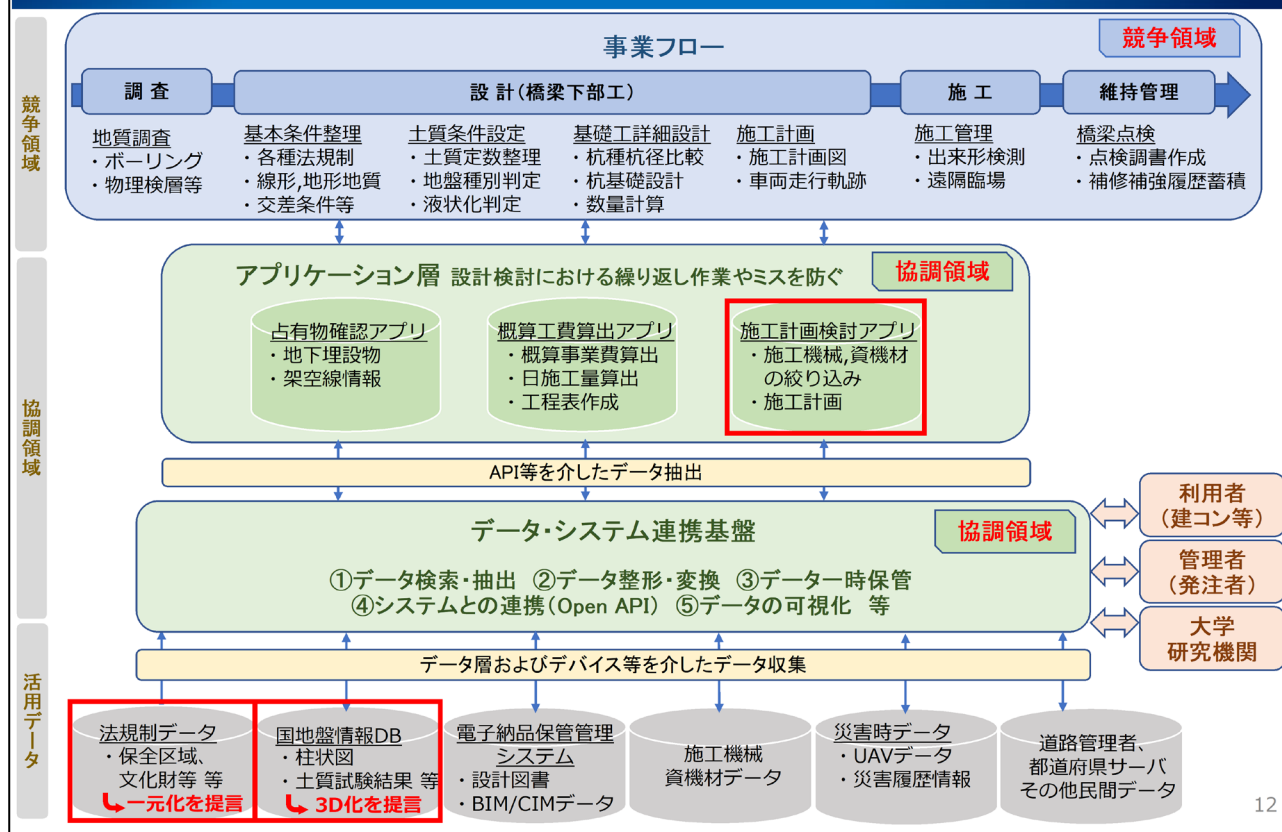 競争領域
事業フロー
競争領域
調 査
設 計(橋梁下部工)
施 工
維持管理
地質調査
・ボーリング
・物理検層等
基本条件整理
・各種法規制
・線形,地形地質
・交差条件等
土質条件設定
・土質定数整理
・地盤種別判定
・液状化判定
基礎工詳細設計
・杭種杭径比較
・杭基礎設計
・数量計算
施工計画
・施工計画図
・車両走行軌跡
施工管理
・出来形検測
・遠隔臨場
橋梁点検
・点検調書作成
・補修補強履歴蓄積
協調領域
アプリケーション層 設計検討における繰り返し作業やミスを防ぐ
協調領域
占有物確認アプリ
・地下埋設物
・架空線情報
概算工費算出アプリ
・概算事業費算出
・日施工量算出
・工程表作成
施工計画検討アプリ
・施工機械,資機材
の絞り込み
・施工計画
API等を介したデータ抽出
データ・システム連携基盤
協調領域
①データ検索・抽出 ②データ整形・変換 ③データ一時保管
④システムとの連携(Open API) ⑤データの可視化 等
利用者
(建コン等)
管理者
(発注者)
大学
研究機関
活用データ
データ層およびデバイス等を介したデータ収集
法規制データ
・保全区域、
文化財等 等
一元化を提言
国地盤情報DB
・柱状図
・土質試験結果 等
3D化を提言
電子納品保管管理
システム
・設計図書
・BIM/CIMデータ
施工機械
資機材データ
災害時データ
・UAVデータ
・災害履歴情報
道路管理者、
都道府県サーバ
その他民間データ
12